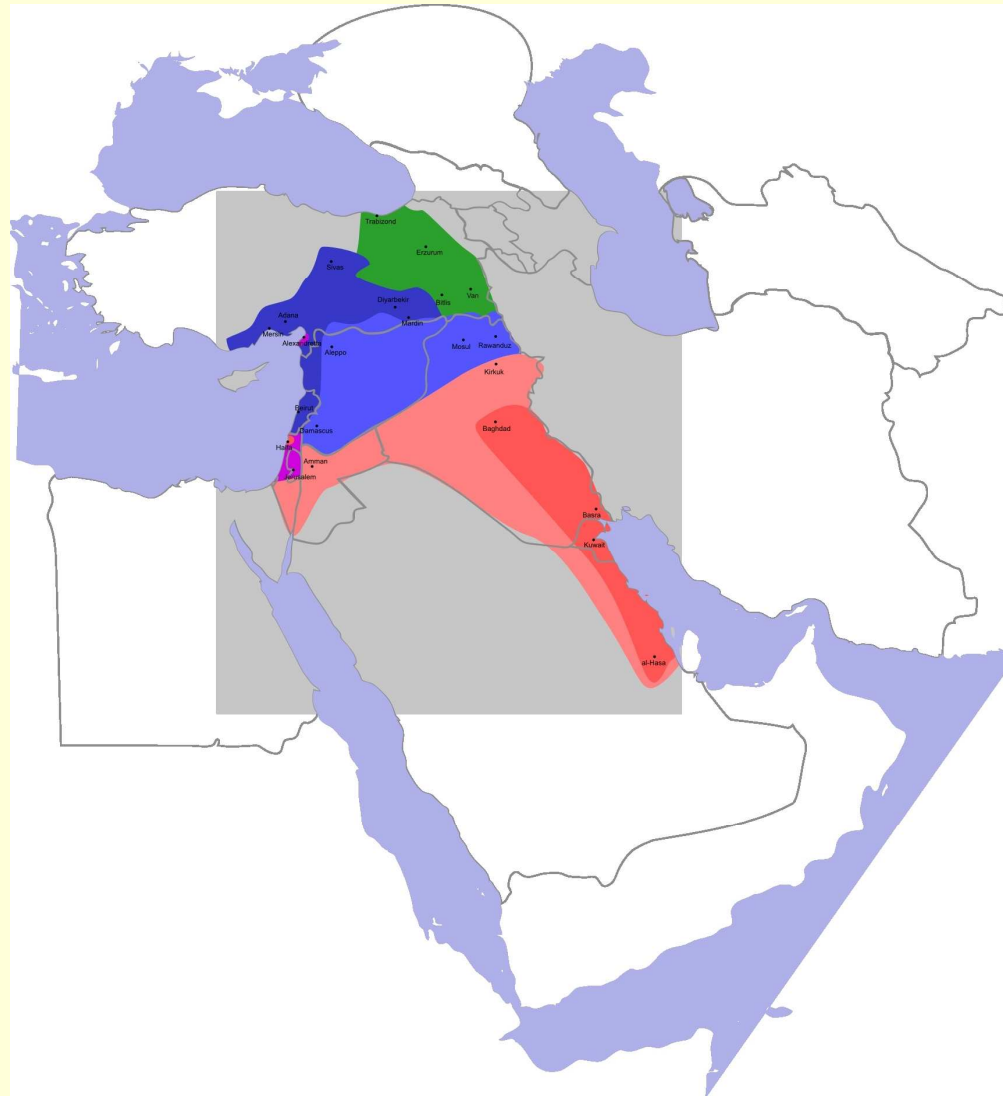 Trabizond
Erzurum
Sivas
Van
Bitlis
Diyarbekir
Mardin
Adana
Mersin
Alexandretta
Aleppo
Mosul
Rawanduz
Kirkuk
Beirut
Damascus
Baghdad
Haifa
Amman
Jerusalem
Basra
Kuwait
al-Hasa